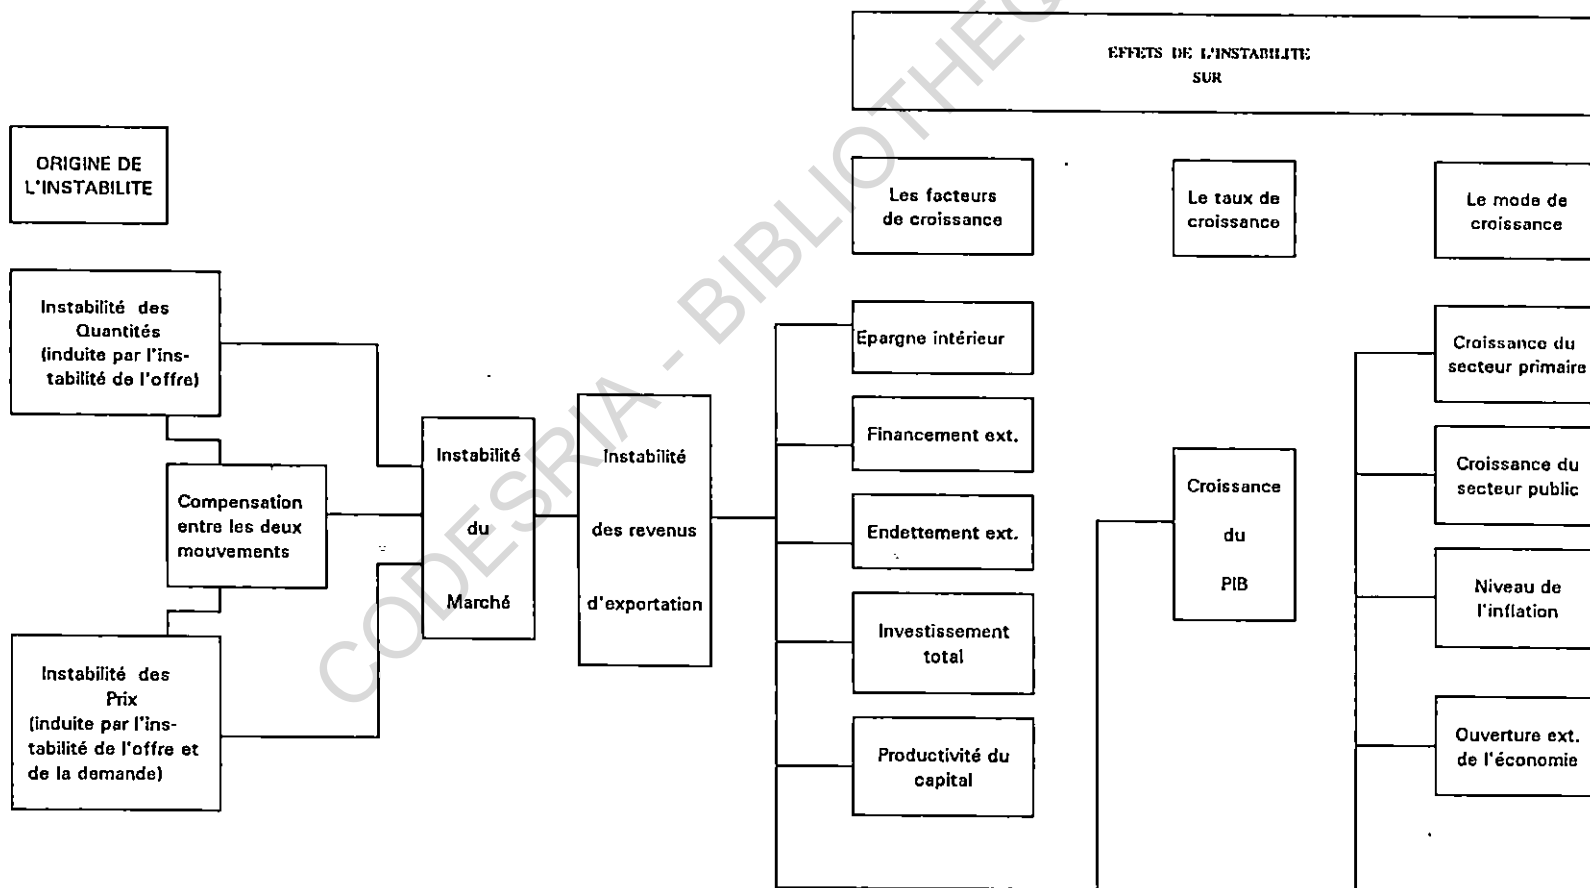 EFFETS DE L'INSTABILITE
SUR
ORIGINE DE
L'INSTABILITE
Les facteurs
de croissance
Le taux de
croissance
Le mode de
croissance
Instabilité des
Quantités
(induite par l'ins-
tabilité de l'offre)
Compensation
entre les deux
mouvements
Instabilité des
Prix
(induite par l'ins-
tabilité de l'offre et
de la demande)
Instabilité
du
Marché
Instabilité
des revenus
d'exportation
Epargne intérieur
Financement ext.
Endettement ext.
Investissement
total
Productivité du
capital
Croissance
du
PIB
Croissance du
secteur primaire
Croissance du
secteur public
Niveau de
l'inflation
Ouverture ext.
de l'économie
CODESRIA - BIBLIOTHEQ